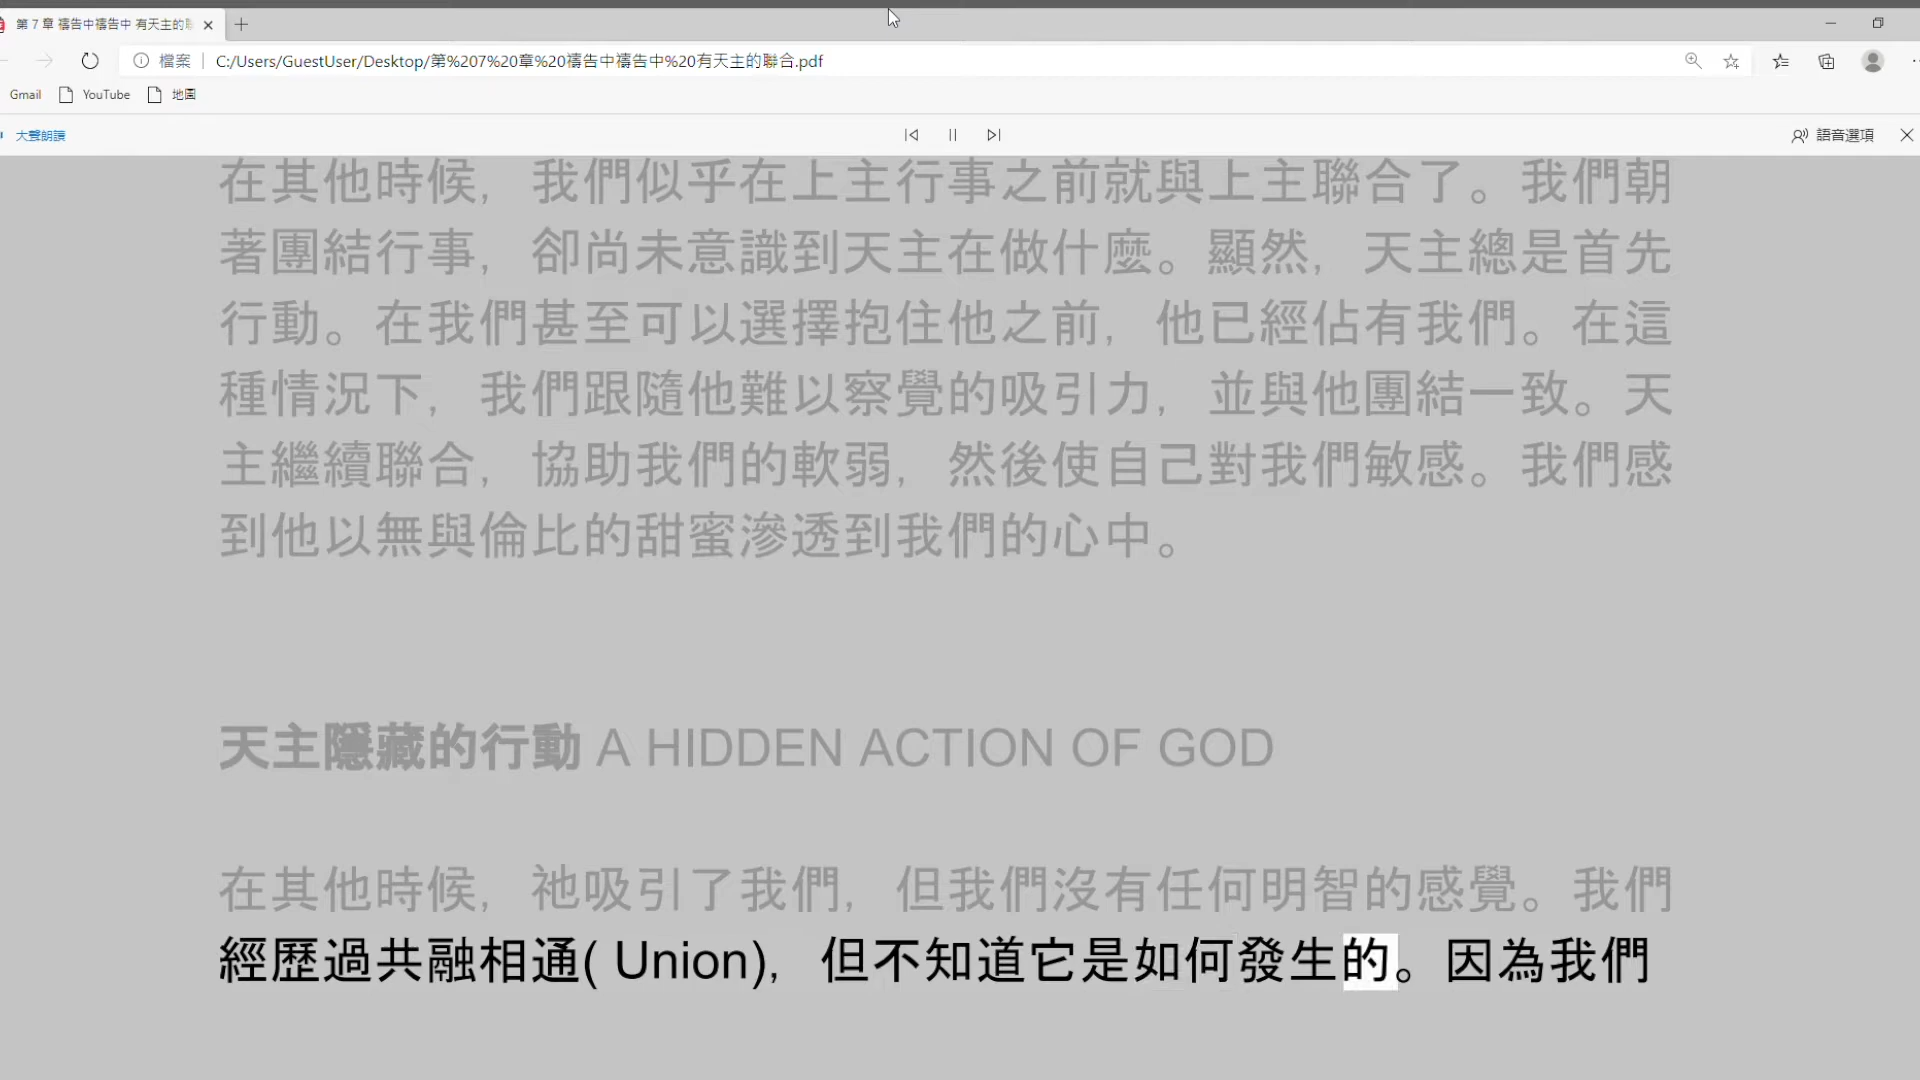 第 7 章 禱告中禱告中 有天主的
檔案
C:/Users/GuestUser/Desktop/第%207%20章%20禱告中禱告中%20有天主的聯合.pdf
Gmail YouTube 地圖
大聲朗讀 語音選項
在其他時候，我們似乎在上主行事之前就與上主聯合了。我們朝
著團結行事，卻尚未意識到天主在做什麼。顯然，天主總是首先
行動。在我們甚至可以選擇抱住他之前，他已經佔有我們。在這
種情況下，我們跟隨他難以察覺的吸引力，並與他團結一致。天
主繼續聯合，協助我們的軟弱，然後使自己對我們敏感。我們感
到他以無與倫比的甜蜜滲透到我們的心中。
天主隱藏的行動 A HIDDEN ACTION OF GOD
在其他時候，祂吸引了我們，但我們沒有任何明智的感覺。我們
經歷過共融相通( Union)，但不知道它是如何發生的。因為我們